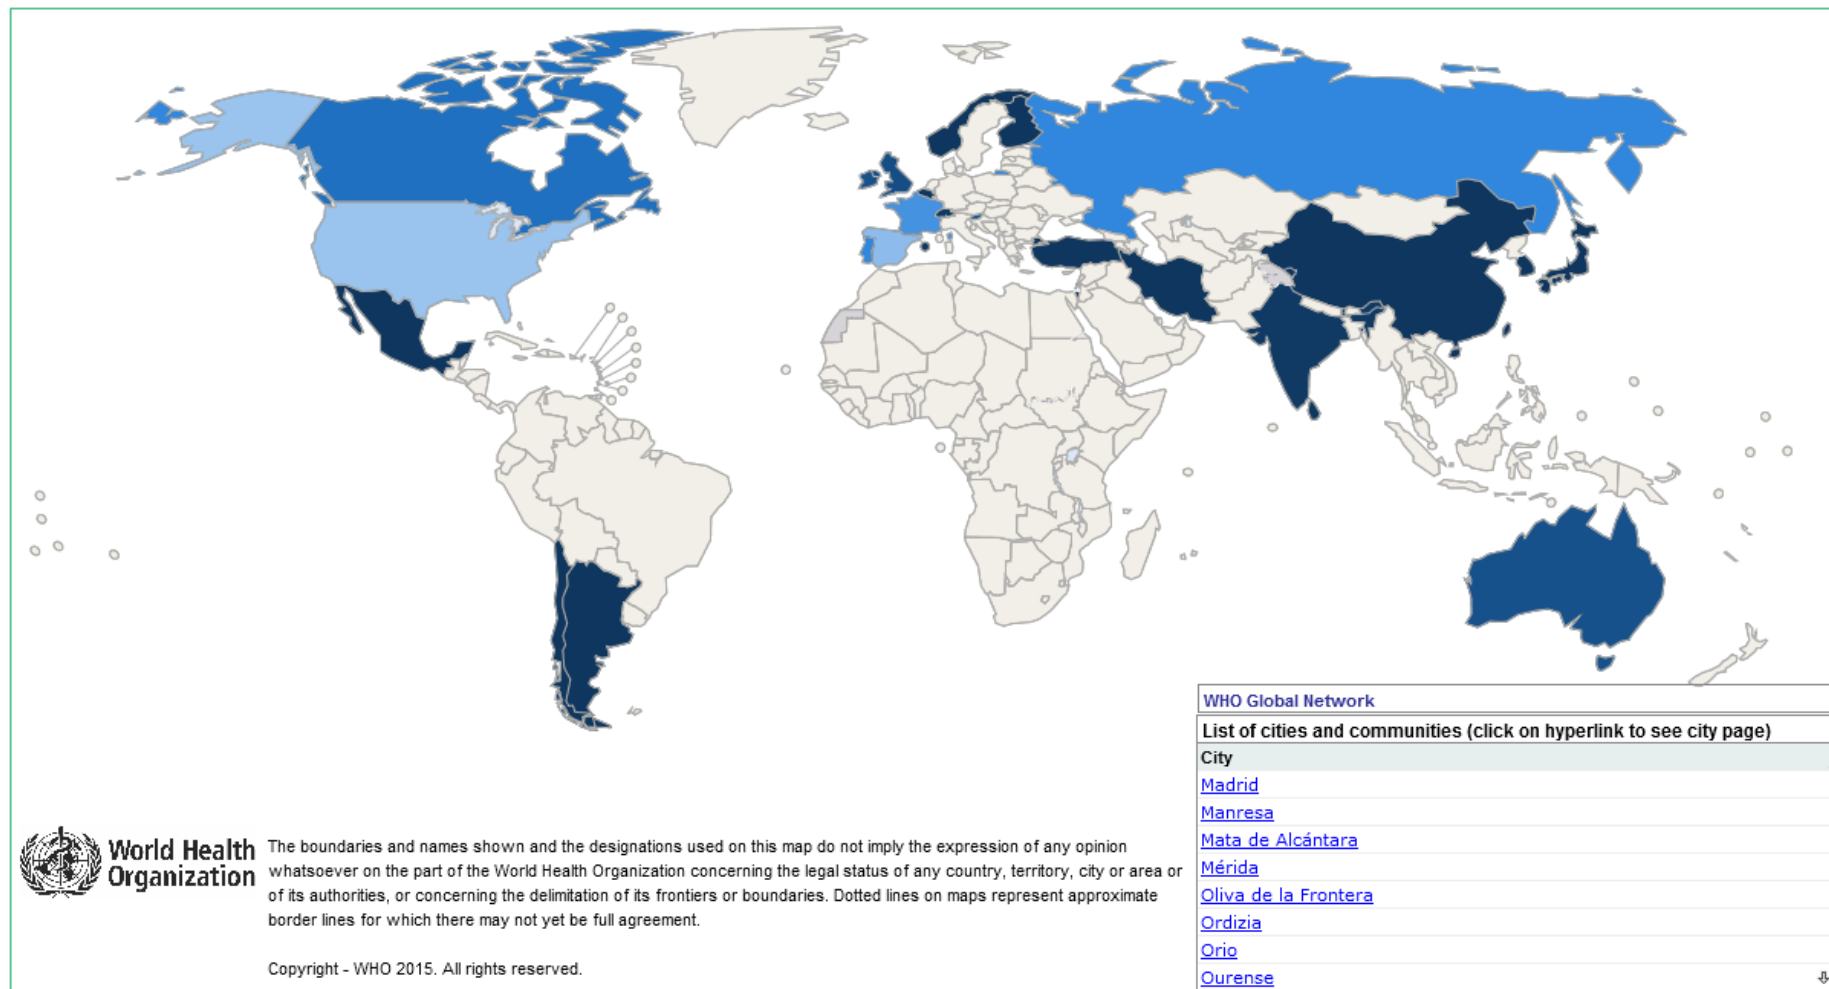 WHO Global Network
List of cities and communities (click on hyperlink to see city page)
City
Madrid
Manresa
Mata de Alcántara
Mérida
Oliva de la Frontera
Ordizia
Orio
Ourense
World Health
Organization
The boundaries and names shown and the designations used on this map do not imply the expression of any opinion
whatsoever on the part of the World Health Organization concerning the legal status of any country, territory, city or area or
of its authorities, or concerning the delimitation of its frontiers or boundaries. Dotted lines on maps represent approximate
border lines for which there may not yet be full agreement.
Copyright - WHO 2015. All rights reserved.